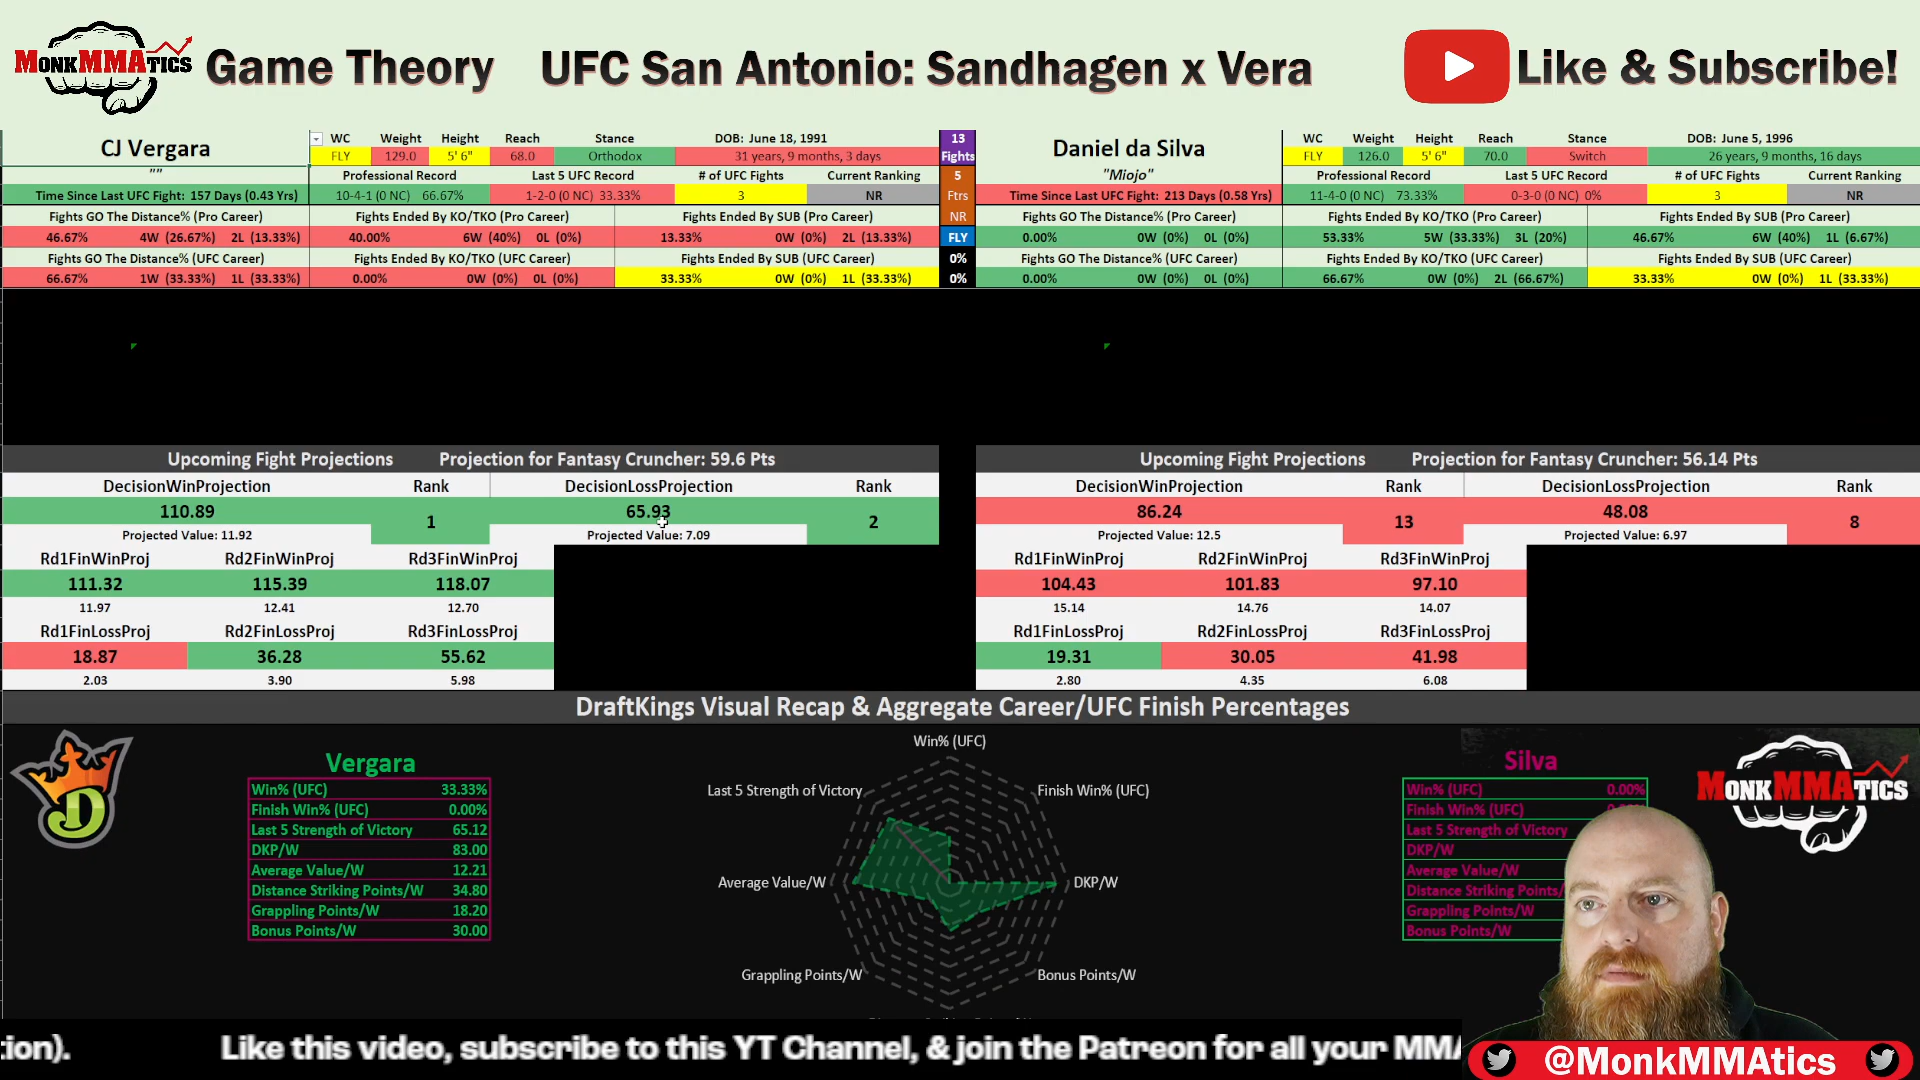 MONKMMATICS Game Theory UFC San Antonio: Sandhagen x Vera Like & Subscribe!
CJ Vergara
""
Time Since Last UFC Fight: 157 Days (0.43 Yrs)
WC Weight Height Reach Stance DOB: June 18, 1991
FLY 129.0 5' 6" 68.0 Orthodox 31 years, 9 months, 3 days
Professional Record Last 5 UFC Record # of UFC Fights Current Ranking
10-4-1 (0 NC) 66.67% 1-2-0 (0 NC) 33.33% 3 NR
Fights GO The Distance% (Pro Career) Fights Ended By KO/TKO (Pro Career) Fights Ended By SUB (Pro Career)
46.67% 4W (26.67%) 2L (13.33%) 40.00% 6W (40%) 0L (0%) 13.33% 0W (0%) 2L (13.33%)
Fights GO The Distance% (UFC Career) Fights Ended By KO/TKO (UFC Career) Fights Ended By SUB (UFC Career)
66.67% 1W (33.33%) 1L (33.33%) 0.00% 0W (0%) 0L (0%) 33.33% 0W (0%) 1L (33.33%)
13
Fights
5
Ftrs
NR
FLY
0%
0%
Daniel da Silva
"Miojo"
Time Since Last UFC Fight: 213 Days (0.58 Yrs)
WC Weight Height Reach Stance DOB: June 5, 1996
FLY 126.0 5' 6" 70.0 Switch 26 years, 9 months, 16 days
Professional Record Last 5 UFC Record # of UFC Fights Current Ranking
11-4-0 (0 NC) 73.33% 0-3-0 (0 NC) 0% 3 NR
Fights GO The Distance% (Pro Career) Fights Ended By KO/TKO (Pro Career) Fights Ended By SUB (Pro Career)
0.00% 0W (0%) 0L (0%) 53.33% 5W (33.33%) 3L (20%) 46.67% 6W (40%) 1L (6.67%)
Fights GO The Distance% (UFC Career) Fights Ended By KO/TKO (UFC Career) Fights Ended By SUB (UFC Career)
0.00% 0W (0%) 0L (0%) 66.67% 0W (0%) 2L (66.67%) 33.33% 0W (0%) 1L (33.33%)
Upcoming Fight Projections Projection for Fantasy Cruncher: 59.6 Pts
DecisionWinProjection Rank DecisionLossProjection Rank
110.89 1 65.93 2
Projected Value: 11.92 Projected Value: 7.09
Rd1FinWinProj Rd2FinWinProj Rd3FinWinProj
111.32 115.39 118.07
11.97 12.41 12.70
Rd1FinLossProj Rd2FinLossProj Rd3FinLossProj
18.87 36.28 55.62
2.03 3.90 5.98
Upcoming Fight Projections Projection for Fantasy Cruncher: 56.14 Pts
DecisionWinProjection Rank DecisionLossProjection Rank
86.24 13 48.08 8
Projected Value: 12.5 Projected Value: 6.97
Rd1FinWinProj Rd2FinWinProj Rd3FinWinProj
104.43 101.83 97.10
15.14 14.76 14.07
Rd1FinLossProj Rd2FinLossProj Rd3FinLossProj
19.31 30.05 41.98
2.80 4.35 6.08
DraftKings Visual Recap & Aggregate Career/UFC Finish Percentages
Vergara
Win% (UFC) 33.33%
Finish Win% (UFC) 0.00%
Last 5 Strength of Victory 65.12
DKP/W 83.00
Average Value/W 12.21
Distance Striking Points/W 34.80
Grappling Points/W 18.20
Bonus Points/W 30.00
Win% (UFC)
Last 5 Strength of Victory Finish Win% (UFC)
Average Value/W DKP/W
Grappling Points/W Bonus Points/W
Silva
Win% (UFC) 0.00%
Finish Win% (UFC)
Last 5 Strength of Victory
DKP/W
Average Value/W
Distance Striking Points/
Grappling Points/W
Bonus Points/W
MONKMMATICS
tion). Like this video, subscribe to this YT Channel, & join the Patreon for all your MMA
@MonkMMAtics